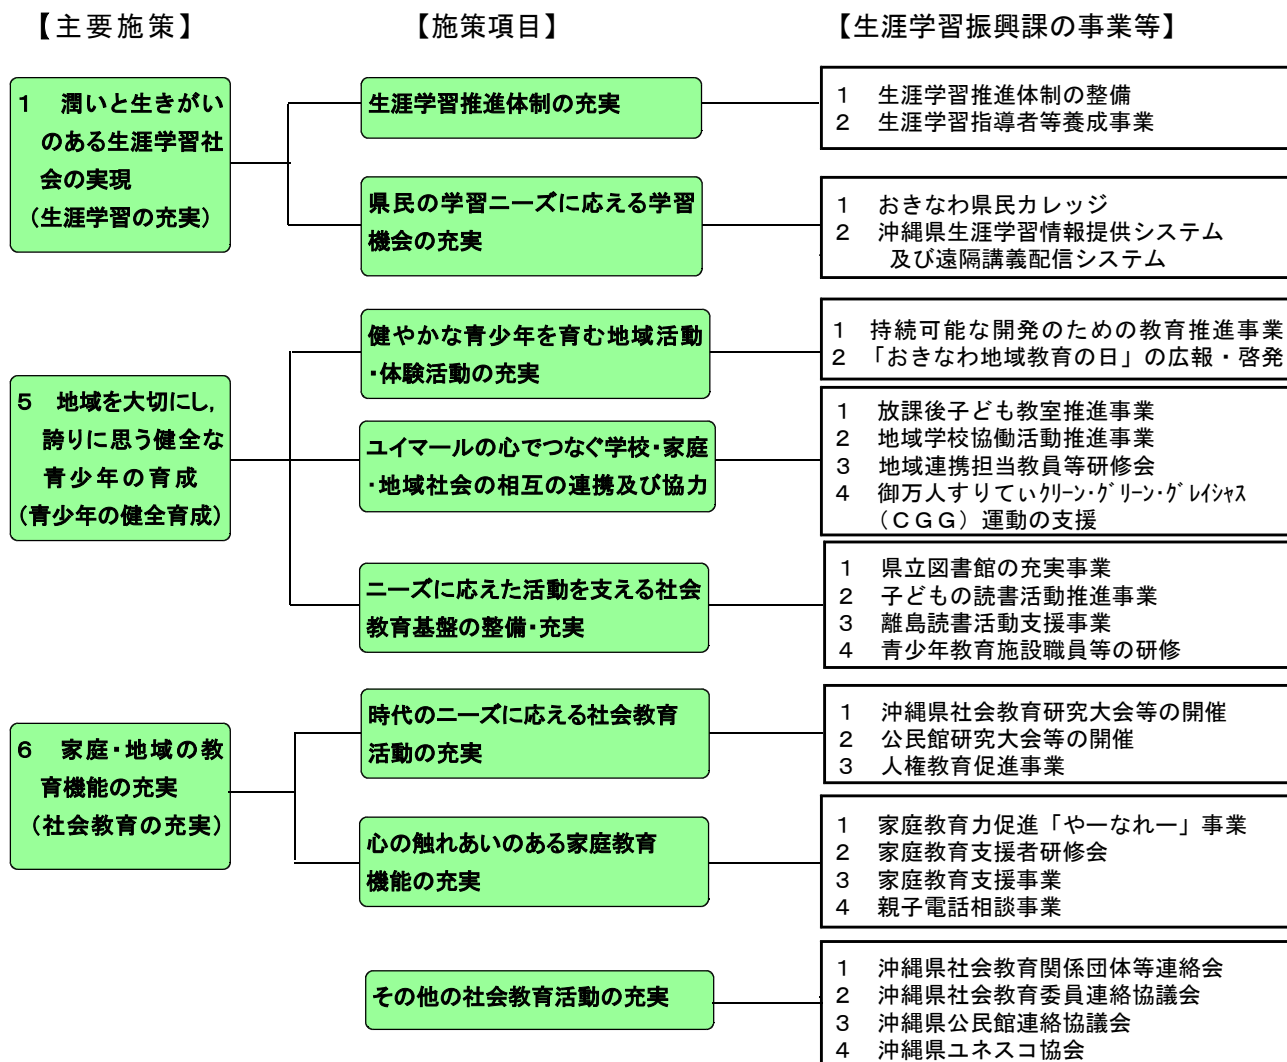 【主要施策】 【施策項目】 【生涯学習振興課の事業等】
1 潤いと生きがい
のある生涯学習社
会の実現
（生涯学習の充実）
生涯学習推進体制の充実
1 生涯学習推進体制の整備
2 生涯学習指導者等養成事業
県民の学習ニーズに応える学習
機会の充実
1 おきなわ県民カレッジ
2 沖縄県生涯学習情報提供システム
及び遠隔講義配信システム
5 地域を大切にし,
誇りに思う健全な
青少年の育成
（青少年の健全育成）
健やかな青少年を育む地域活動
・体験活動の充実
1 持続可能な開発のための教育推進事業
2 「おきなわ地域教育の日」の広報・啓発
ユイマールの心でつなぐ学校・家庭
・地域社会の相互の連携及び協力
1 放課後子ども教室推進事業
2 地域学校協働活動推進事業
3 地域連携担当教員等研修会
4 御万人すりてぃｸﾘｰﾝ・ｸﾞﾘｰﾝ・ｸﾞﾚｲｼｬｽ
（ＣＧＧ）運動の支援
ニーズに応えた活動を支える社会
教育基盤の整備・充実
1 県立図書館の充実事業
2 子どもの読書活動推進事業
3 離島読書活動支援事業
4 青少年教育施設職員等の研修
6 家庭・地域の教
育機能の充実
（社会教育の充実）
時代のニーズに応える社会教育
活動の充実
1 沖縄県社会教育研究大会等の開催
2 公民館研究大会等の開催
3 人権教育促進事業
心の触れあいのある家庭教育
機能の充実
1 家庭教育力促進「やーなれー」事業
2 家庭教育支援者研修会
3 家庭教育支援事業
4 親子電話相談事業
その他の社会教育活動の充実
1 沖縄県社会教育関係団体等連絡会
2 沖縄県社会教育委員連絡協議会
3 沖縄県公民館連絡協議会
4 沖縄県ユネスコ協会